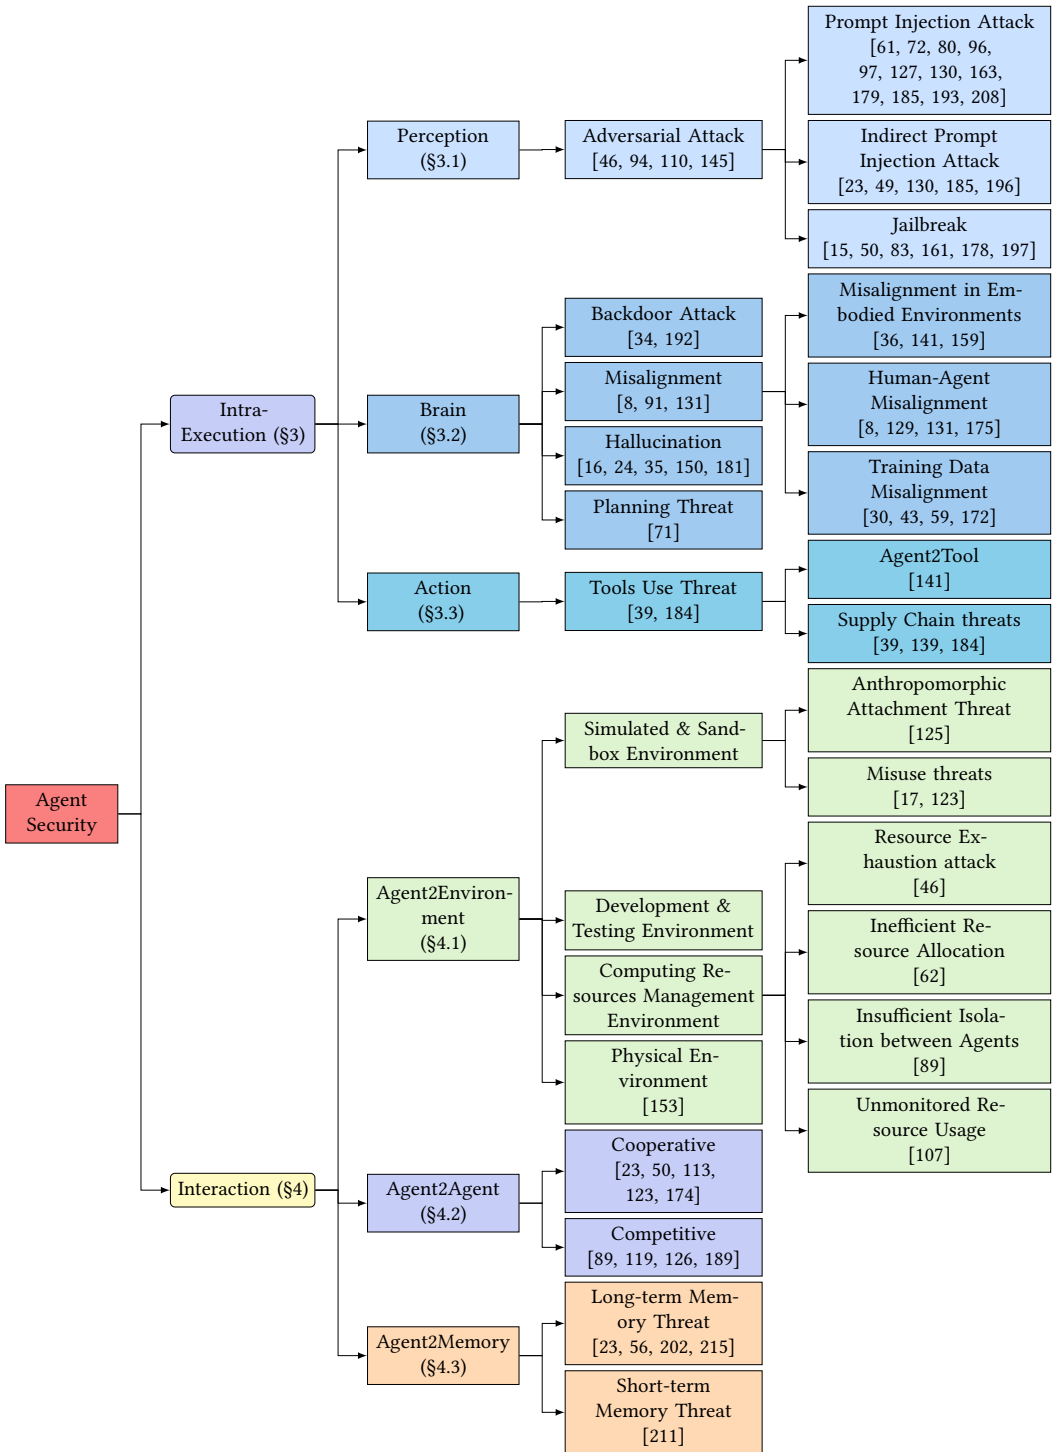 Agent
Security
Intra-
Execution (§3)
Perception
(§3.1)
Adversarial Attack
[46, 94, 110, 145]
Prompt Injection Attack
[61, 72, 80, 96,
97, 127, 130, 163,
179, 185, 193, 208]
Indirect Prompt
Injection Attack
[23, 49, 130, 185, 196]
Jailbreak
[15, 50, 83, 161, 178, 197]
Brain
(§3.2)
Backdoor Attack
[34, 192]
Misalignment
[8, 91, 131]
Misalignment in Em-
bodied Environments
[36, 141, 159]
Human-Agent
Misalignment
[8, 129, 131, 175]
Training Data
Misalignment
[30, 43, 59, 172]
Hallucination
[16, 24, 35, 150, 181]
Planning Threat
[71]
Action
(§3.3)
Tools Use Threat
[39, 184]
Agent2Tool
[141]
Supply Chain threats
[39, 139, 184]
Interaction (§4)
Agent2Environ-
ment
(§4.1)
Simulated & Sand-
box Environment
Anthropomorphic
Attachment Threat
[125]
Misuse threats
[17, 123]
Development &
Testing Environment
Computing Re-
sources Management
Environment
Resource Ex-
haustion attack
[46]
Inefficient Re-
source Allocation
[62]
Insufficient Isola-
tion between Agents
[89]
Unmonitored Re-
source Usage
[107]
Physical En-
vironment
[153]
Agent2Agent
(§4.2)
Cooperative
[23, 50, 113,
123, 174]
Competitive
[89, 119, 126, 189]
Agent2Memory
(§4.3)
Long-term Mem-
ory Threat
[23, 56, 202, 215]
Short-term
Memory Threat
[211]